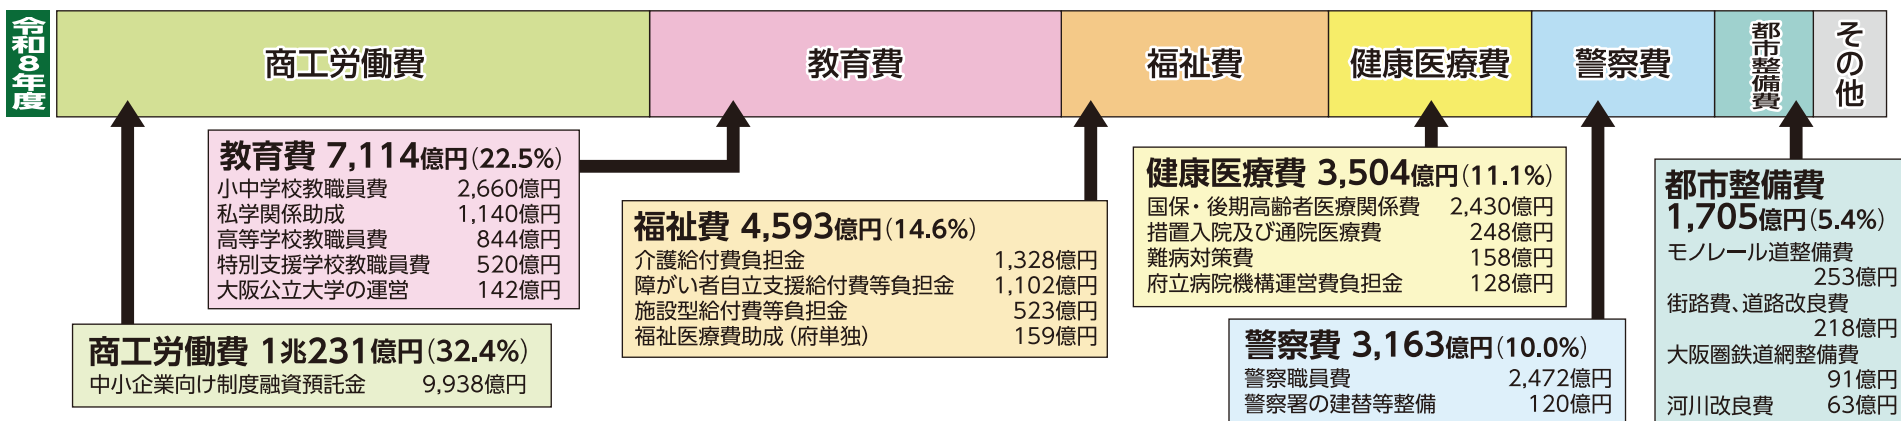 令和8年度
商工労働費
教育費
福祉費
健康医療費
警察費
都市整備費
その他
教育費 7,114億円(22.5%)
小中学校教職員費 2,660億円
私学関係助成 1,140億円
高等学校教職員費 844億円
特別支援学校教職員費 520億円
大阪公立大学の運営 142億円
商工労働費 1兆231億円(32.4%)
中小企業向け制度融資預託金 9,938億円
福祉費 4,593億円(14.6%)
介護給付費負担金 1,328億円
障がい者自立支援給付費等負担金 1,102億円
施設型給付費等負担金 523億円
福祉医療費助成(府単独) 159億円
健康医療費 3,504億円(11.1%)
国保・後期高齢者医療関係費 2,430億円
措置入院及び通院医療費 248億円
難病対策費 158億円
府立病院機構運営費負担金 128億円
警察費 3,163億円(10.0%)
警察職員費 2,472億円
警察署の建替等整備 120億円
都市整備費
1,705億円(5.4%)
モノレール道整備費
253億円
街路費、道路改良費
218億円
大阪圏鉄道網整備費
91億円
河川改良費 63億円